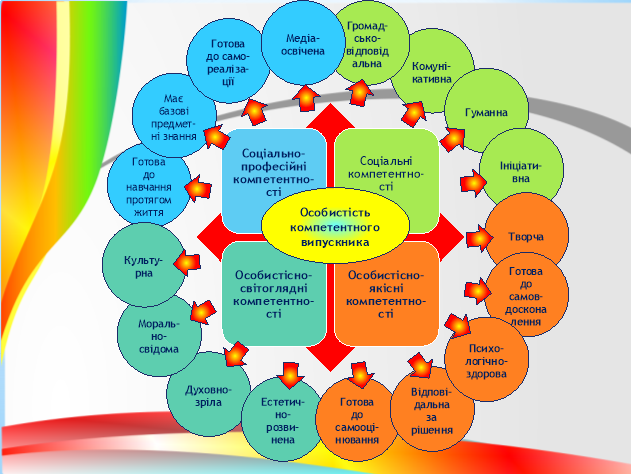 Громад-
сько-
відповід
альна
Медіа-
освічена
Готова
до само-
реаліза-
ції
Комуні-
кативна
Має
базові
предмет-
ні знання
Гуманна
Готова
до
навчання
протягом
життя
Ініціати-
вна
Соціально-
професійні
компетентно-
сті
Соціальні
компетентно-
сті
Особистість
компетентного
випускника
Творча
Культу-
рна
Особистісно-
світоглядні
компетентно-
сті
Особистісно-
якісні
компетентно-
сті
Готова
до
самов-
доскона
лення
Мораль-
но-
свідома
Психо-
логічно-
здорова
Духовно-
зріла
Естетич-
но-
розви-
нена
Готова
до
самооці-
нювання
Відпові-
дальна
за
рішення